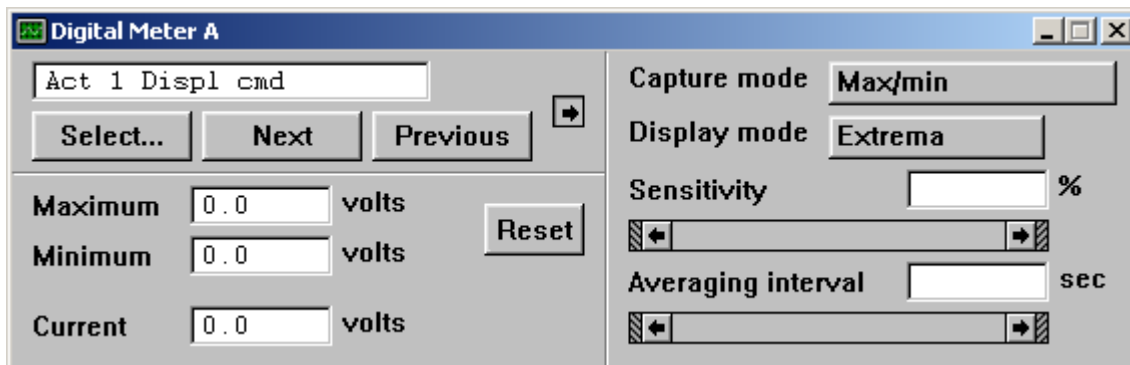 Digital Meter A
Act 1 Displ cmd
Select... Next Previous
Maximum 0.0 volts
Minimum 0.0 volts
Reset
Current 0.0 volts
Capture mode Max/min
Display mode Extrema
Sensitivity %
Averaging interval sec